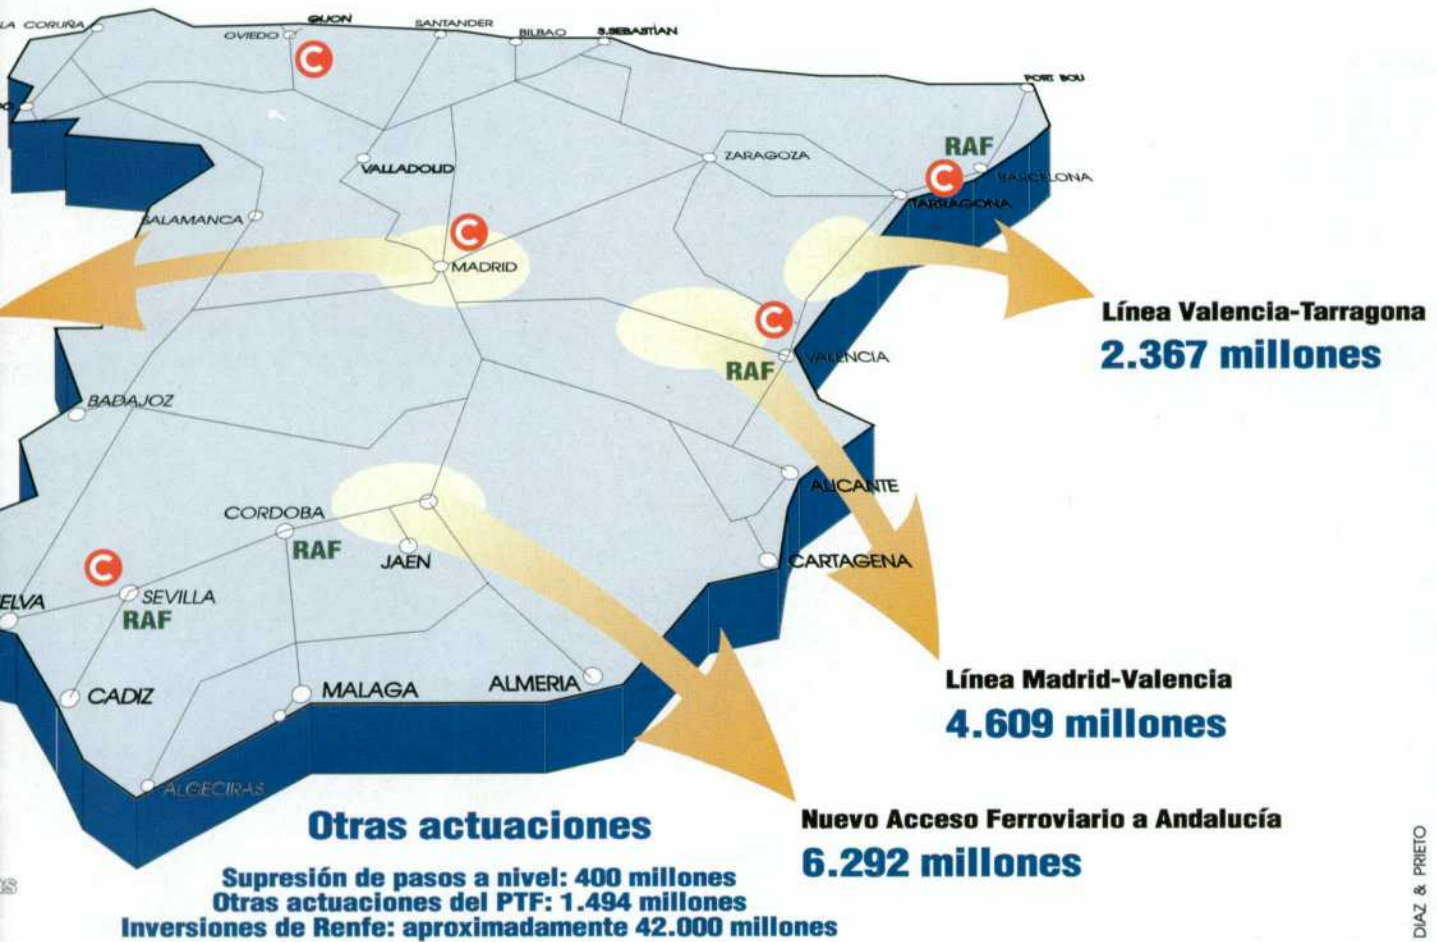 LA CORUÑA
OVIEDO
GIJON
SANTANDER
BILBAO
S.SEBASTIAN
PORT BOU
C
VALLADOLID
ZARAGOZA
RAF
C
BARCELONA
TARRAGONA
SALAMANCA
C
MADRID
Línea Valencia-Tarragona
2.367 millones
C
VALENCIA
RAF
BADAJOZ
ALICANTE
CORDOBA
RAF
JAEN
CARTAGENA
C
SEVILLA
RAF
ELVA
CADIZ
MALAGA
ALMERIA
Línea Madrid-Valencia
4.609 millones
ALGECIRAS
Nuevo Acceso Ferroviario a Andalucía
6.292 millones
Otras actuaciones
Supresión de pasos a nivel: 400 millones
Otras actuaciones del PTF: 1.494 millones
Inversiones de Renfe: aproximadamente 42.000 millones
DIAZ & PRIETO